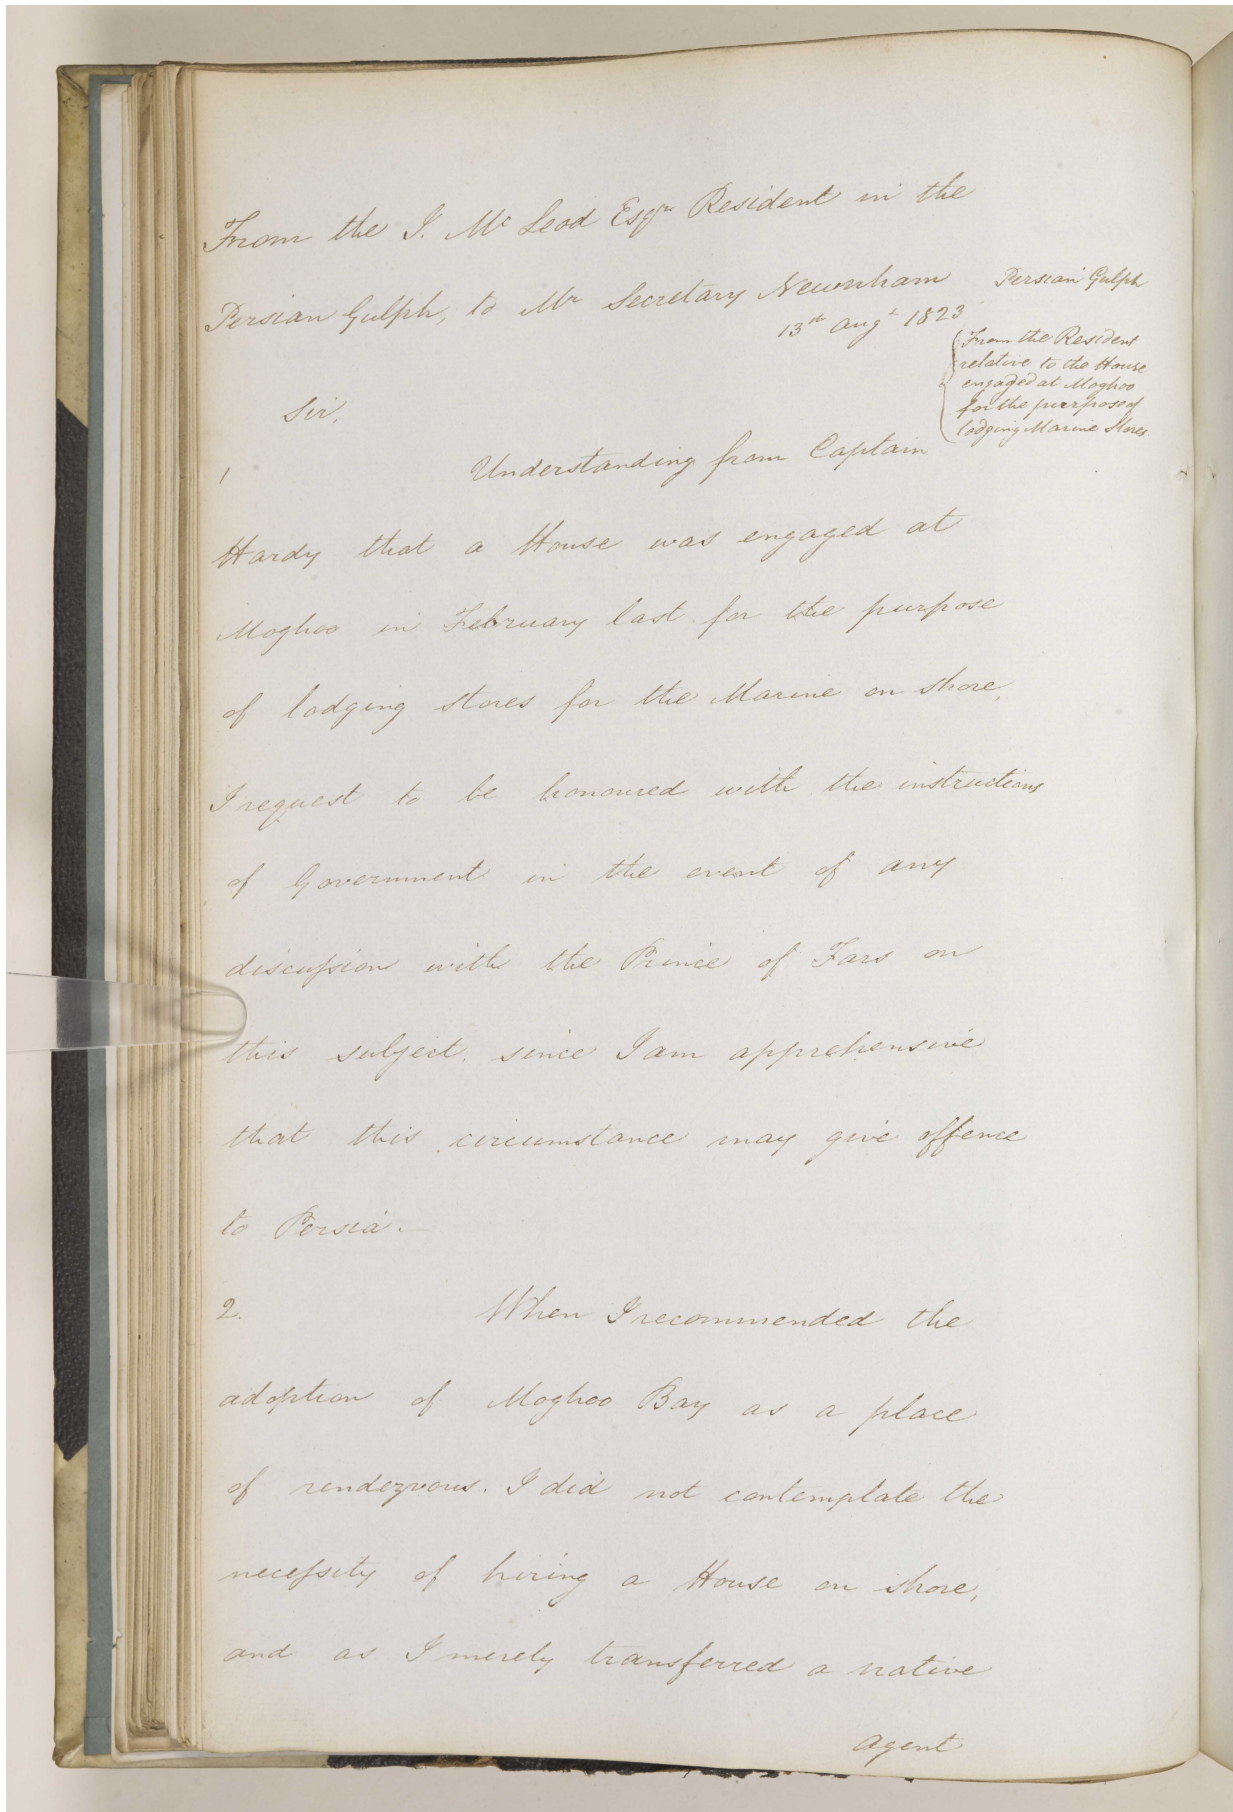 From the J. McLeod Esqre Resident in the
Persian Gulph, to Mr Secretary Newnham
13th Augt 1823
Persian Gulph
From the Resident
relative to the House
engaged at Moghoo
for the purpose of
lodging Marine Stores.
Sir,
1 Understanding from Captain
Hardy that a House was engaged at
Moghoo in February last for the purpose
of lodging stores for the Marine on shore,
I request to be honoured with the instructions
of Government in the event of any
discussion with the Prince of Fars on
this subject, since I am apprehensive
that this circumstance may give offence
to Persia.—
2. When I recommended the
adoption of Moghoo Bay as a place
of rendezvous. I did not contemplate the
necessity of hiring a House on shore,
and as I merely transferred a native
Agent